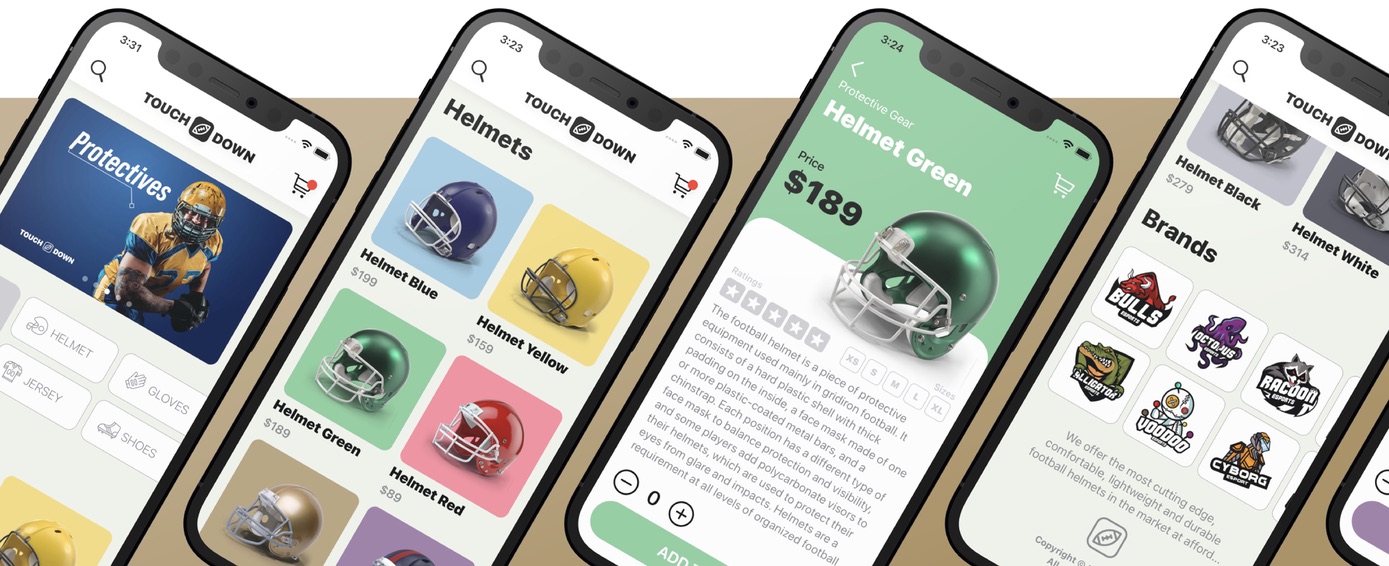 3:31
TOUCH DOWN
Protectives
TOUCH DOWN
HELMET
JERSEY
GLOVES
SHOES
3:23
TOUCH DOWN
Helmets
Helmet Blue
$199
Helmet Yellow
$159
Helmet Green
$189
Helmet Red
$89
3:24
Protective Gear
Helmet Green
Price
$189
Ratings
Sizes
XS
S
M
L
XL
The football helmet is a piece of protective
equipment used mainly in gridiron football. It
consists of a hard plastic shell with thick
padding on the inside, a face mask made of one
or more plastic-coated metal bars, and a
chinstrap. Each position has a different type of
face mask to balance protection and visibility,
and some players add polycarbonate visors to
their helmets, which are used to protect their
eyes from glare and impacts. Helmets are a
requirement at all levels of organized football
0
ADD
3:23
TOUCH DOWN
Helmet Black
$279
Helmet White
$314
Brands
BULLS
ESPORTS
OCTOPUS
RACOON
ESPORTS
ALLIGATOR
VOODOO
CYBORG
ESPORT
We offer the most cutting edge,
comfortable, lightweight and durable
football helmets in the market at afford...
Copyright ©
All